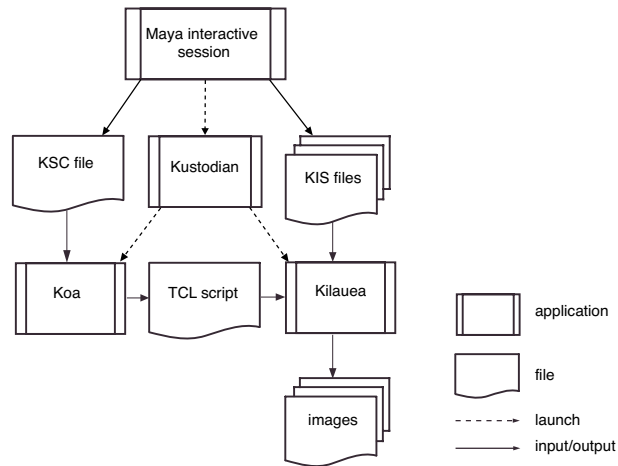 Maya interactive
session
KSC file
Kustodian
KIS files
Koa
TCL script
Kilauea
images
application
file
launch
input/output